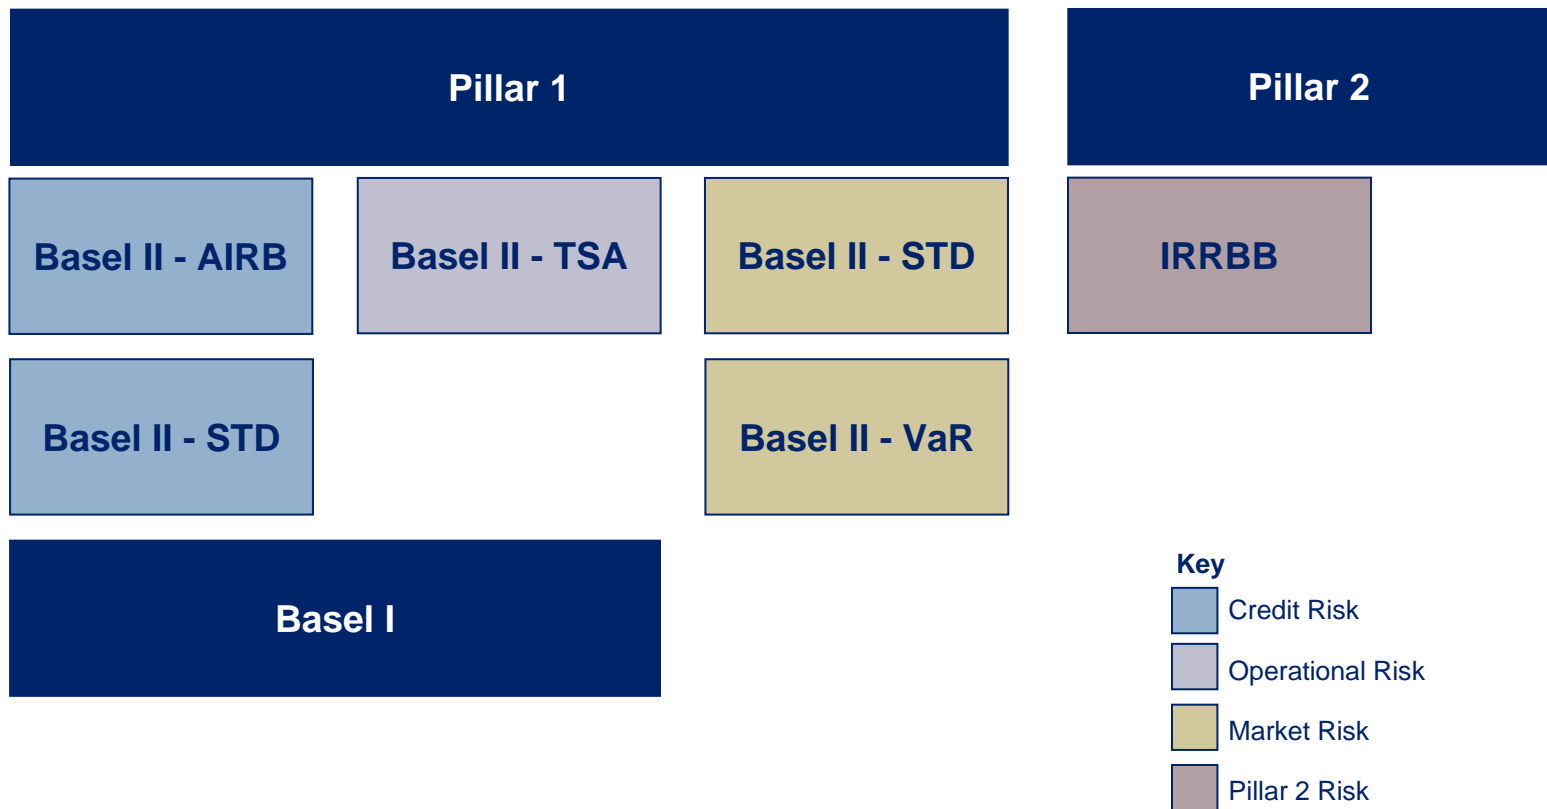 Pillar 1
Pillar 2
Basel II - AIRB
Basel II - TSA
Basel II - STD
IRRBB
Basel II - STD
Basel II - VaR
Basel I
Key
Credit Risk
Operational Risk
Market Risk
Pillar 2 Risk